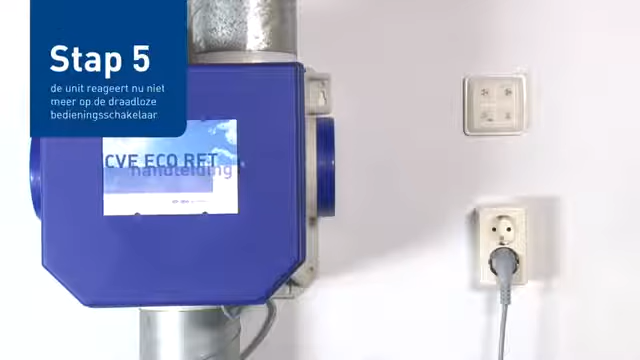 Stap 5
de unit reageert nu niet
meer op de draadloze
bedieningsschakelaar
CVE ECO RFT
handleiding